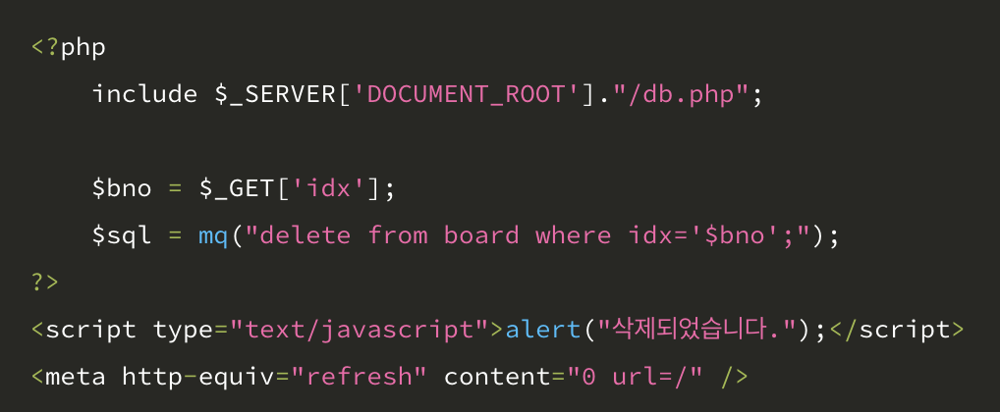 <?php
    include $_SERVER['DOCUMENT_ROOT']."/db.php";
    $bno = $_GET['idx'];
    $sql = mq("delete from board where idx='$bno';");
?>
<script type="text/javascript">alert("삭제되었습니다.");</script>
<meta http-equiv="refresh" content="0 url=/" />